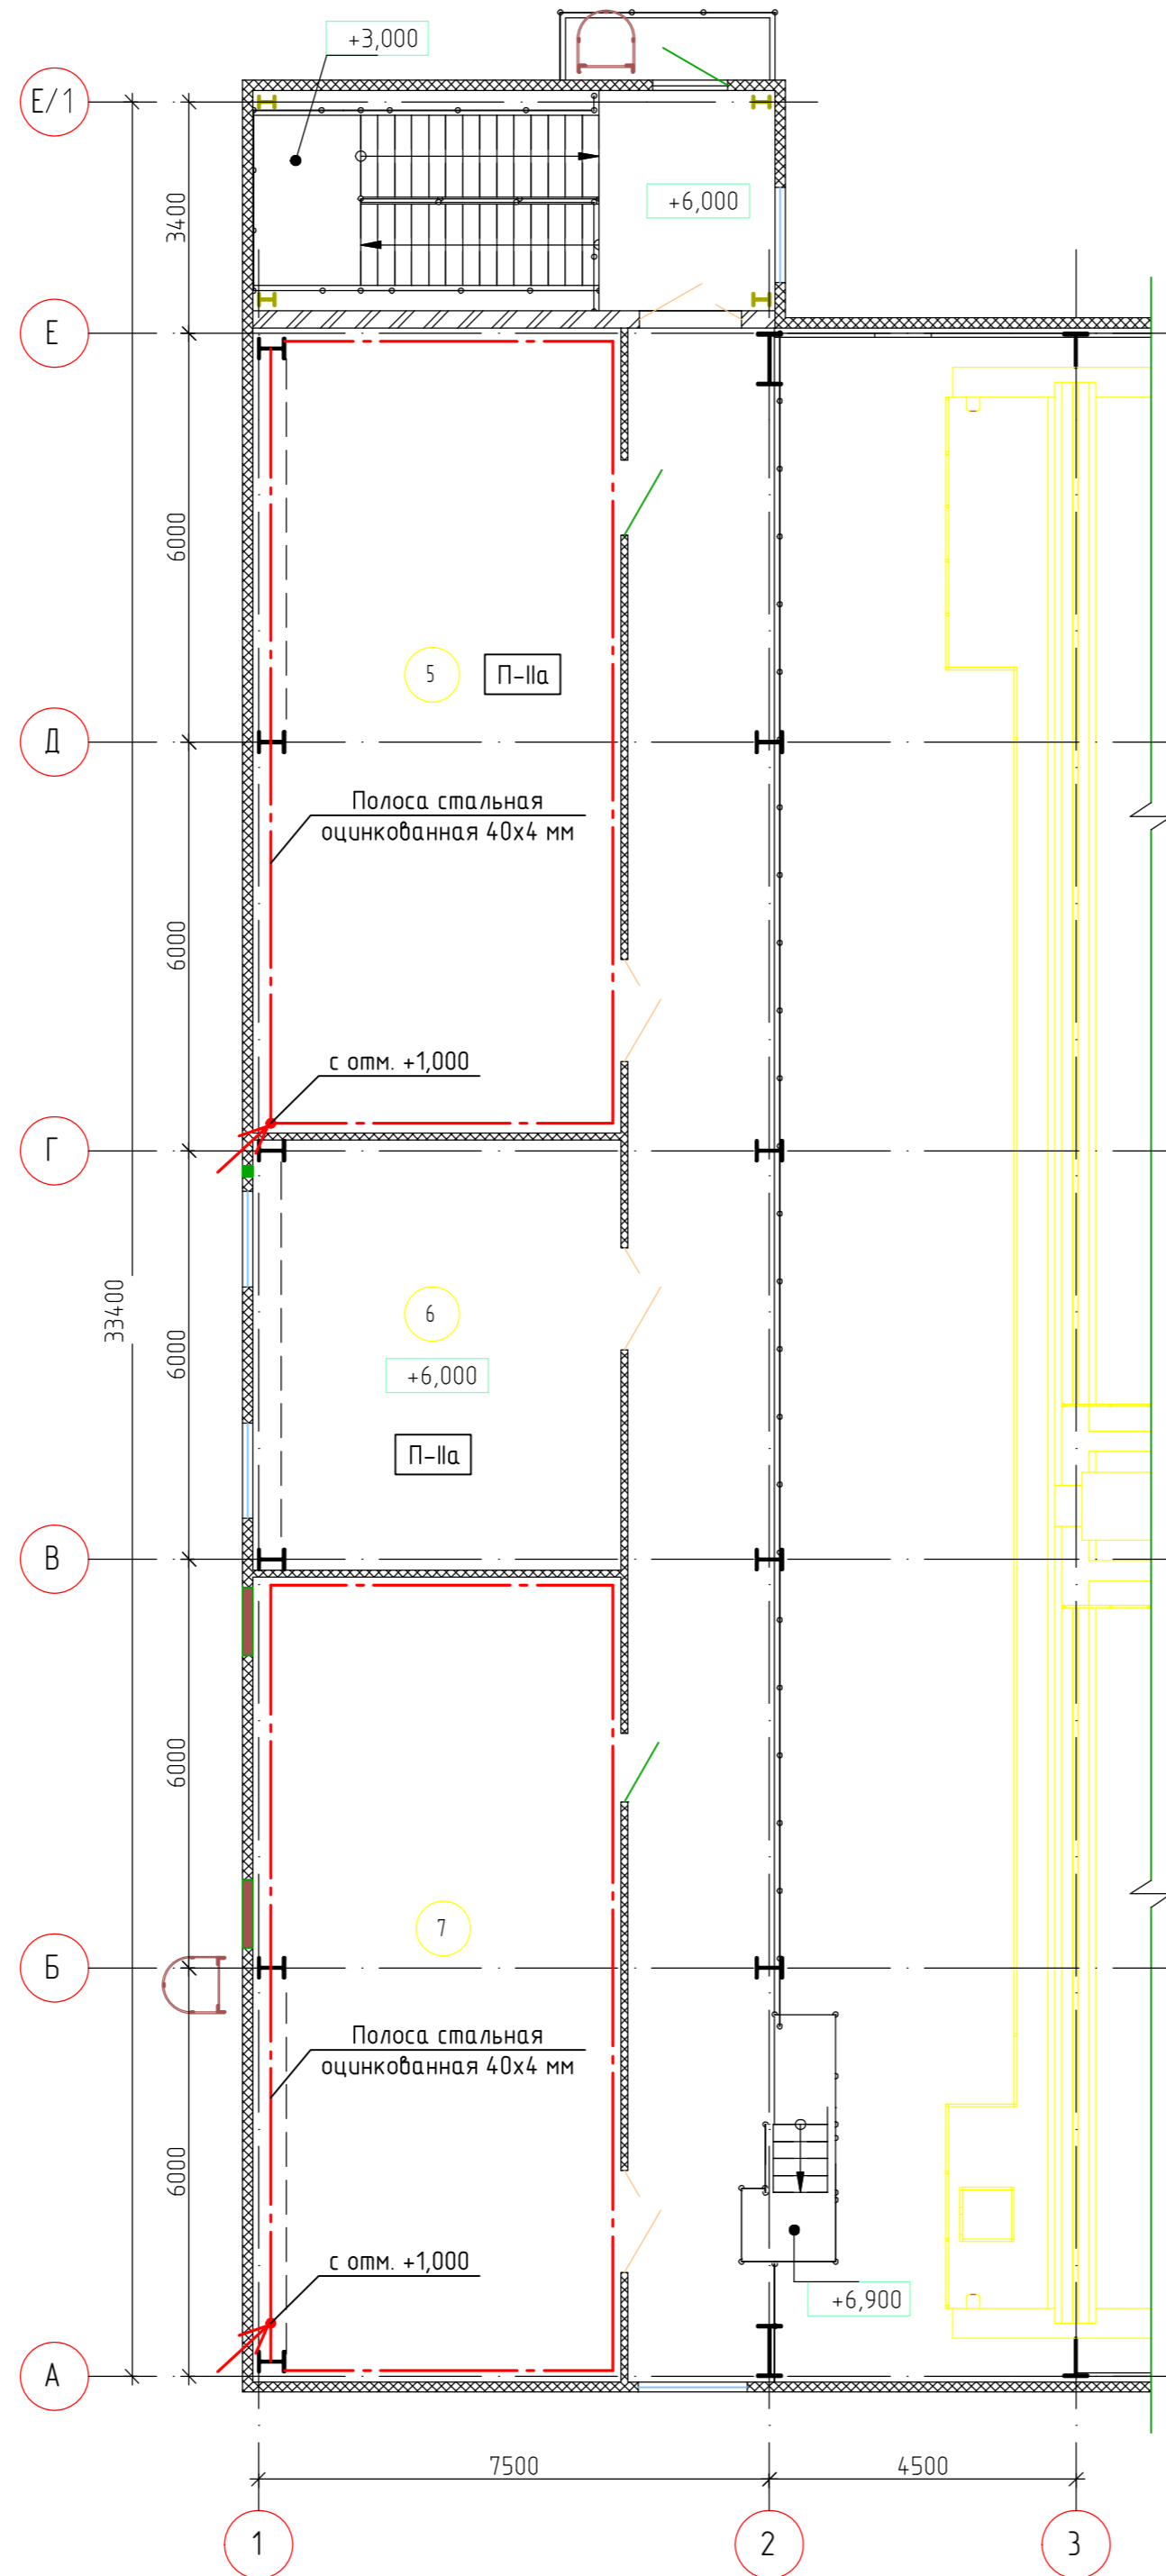 +3,000
Е/1
+6,000
3400
Е
6000
5
П-IIа
Д
Полоса стальная
оцинкованная 40х4 мм
6000
с отм. +1,000
Г
33400
6000
6
+6,000
П-IIа
В
6000
7
Б
Полоса стальная
оцинкованная 40х4 мм
6000
с отм. +1,000
+6,900
А
7500
4500
1
2
3